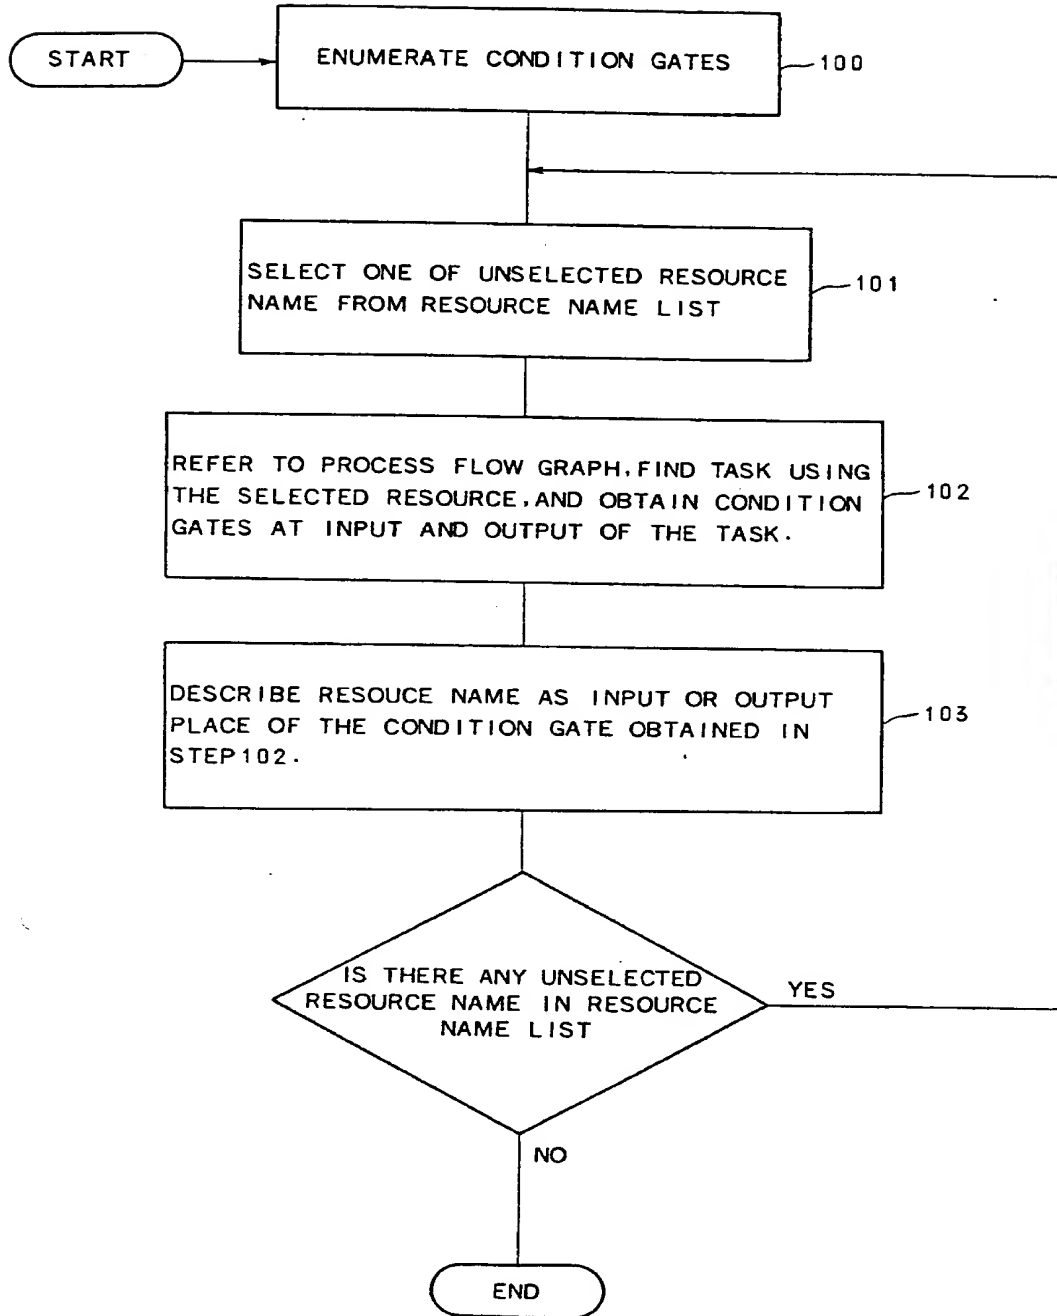 START
ENUMERATE CONDITION GATES
100
SELECT ONE OF UNSELECTED RESOURCE
NAME FROM RESOURCE NAME LIST
101
REFER TO PROCESS FLOW GRAPH, FIND TASK USING
THE SELECTED RESOURCE, AND OBTAIN CONDITION
GATES AT INPUT AND OUTPUT OF THE TASK.
102
DESCRIBE RESOUCE NAME AS INPUT OR OUTPUT
PLACE OF THE CONDITION GATE OBTAINED IN
STEP102.
103
IS THERE ANY UNSELECTED
RESOURCE NAME IN RESOURCE
NAME LIST
YES
NO
END